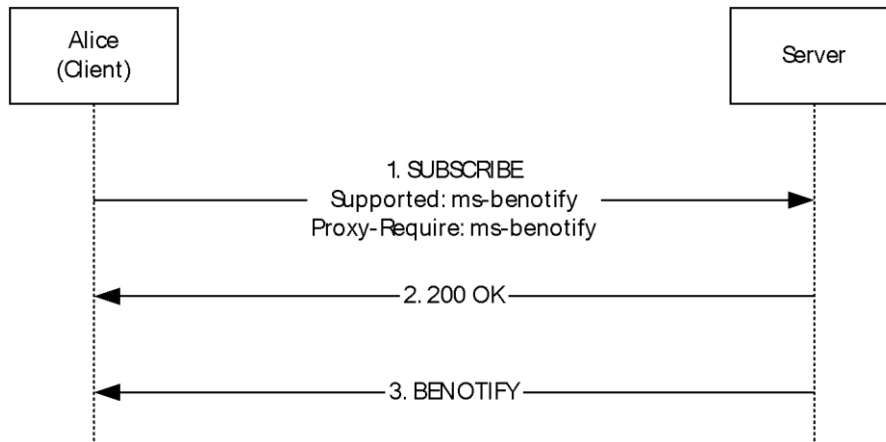 Alice
(Client)
Server
1. SUBSCRIBE
Supported: ms-benotify
Proxy-Require: ms-benotify
2. 200 OK
3. BENOTIFY